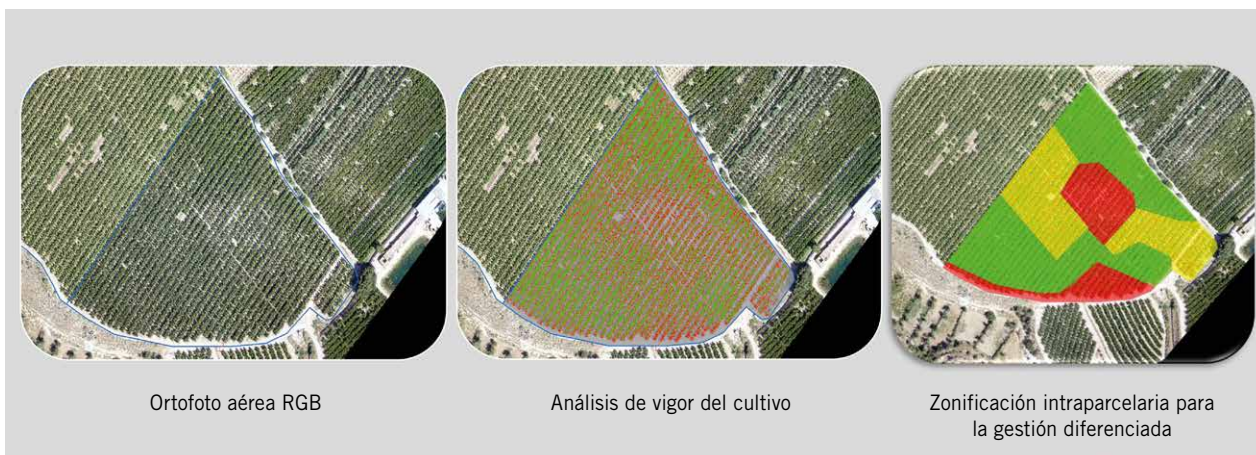 Ortofoto aérea RGB
Análisis de vigor del cultivo
Zonificación intraparcelaria para
la gestión diferenciada